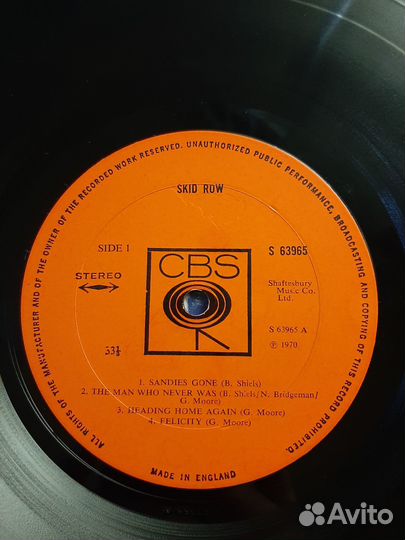 ALL RIGHTS OF THE MANUFACTURER AND OF THE OWNER OF THE RECORDED WORK RESERVED. UNAUTHORIZED PUBLIC PERFORMANCE, BROADCASTING AND COPYING OF THIS RECORD PROHIBITED.
SKID ROW
SIDE 1
S 63965
STEREO
CBS
Shaftesbury
Music Co.
Ltd.
S 63965 A
33⅓
℗ 1970
1. SANDIES GONE (B. Shiels)
2. THE MAN WHO NEVER WAS (B. Shiels/N. Bridgeman/
G. Moore)
3. HEADING HOME AGAIN (G. Moore)
4. FELICITY (G. Moore)
MADE IN ENGLAND
Avito